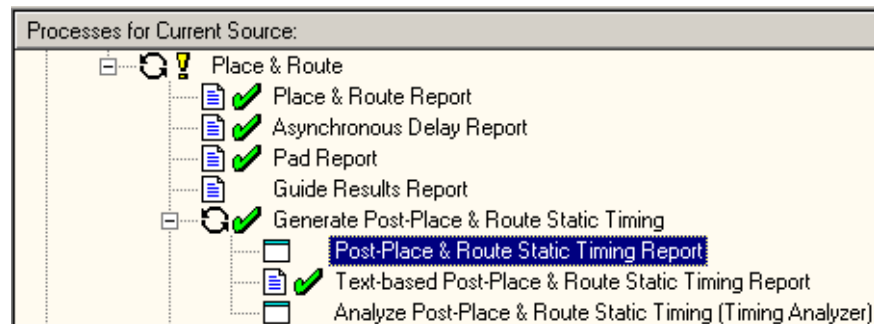 Processes for Current Source:
Place & Route
Place & Route Report
Asynchronous Delay Report
Pad Report
Guide Results Report
Generate Post-Place & Route Static Timing
Post-Place & Route Static Timing Report
Text-based Post-Place & Route Static Timing Report
Analyze Post-Place & Route Static Timing (Timing Analyzer)